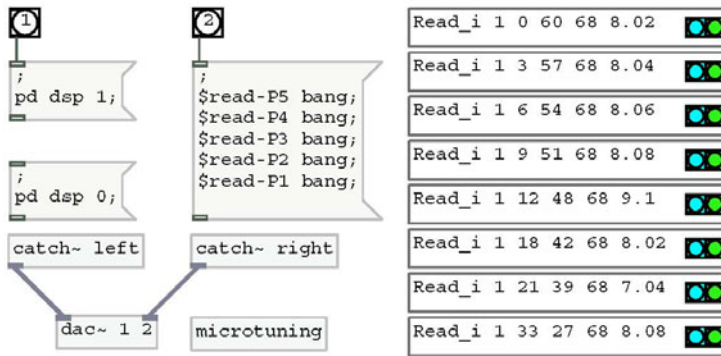 1
;
pd dsp 1;
;
pd dsp 0;
catch~ left
dac~ 1 2
2
;
$read-P5 bang;
$read-P4 bang;
$read-P3 bang;
$read-P2 bang;
$read-P1 bang;
catch~ right
microtuning
Read_i 1 0 60 68 8.02
Read_i 1 3 57 68 8.04
Read_i 1 6 54 68 8.06
Read_i 1 9 51 68 8.08
Read_i 1 12 48 68 9.1
Read_i 1 18 42 68 8.02
Read_i 1 21 39 68 7.04
Read_i 1 33 27 68 8.08